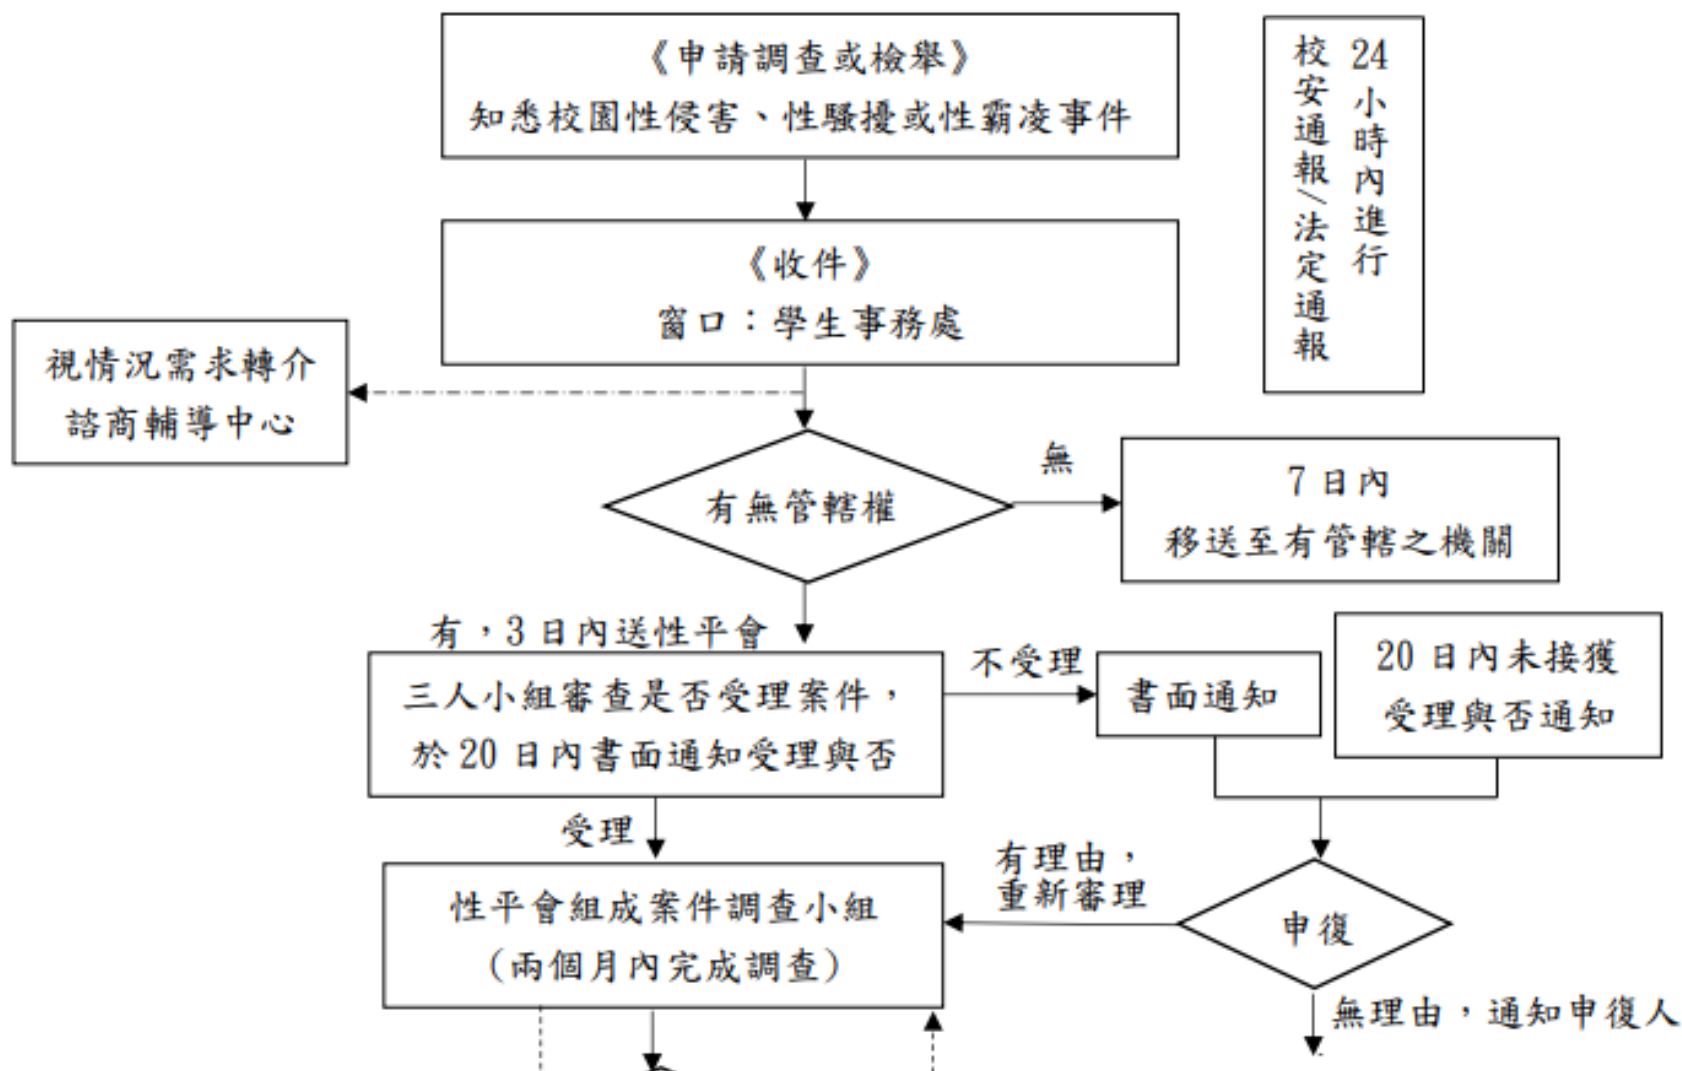 《申請調查或檢舉》
知悉校園性侵害、性騷擾或性霸凌事件
24小時內進行
校安通報/法定通報
《收件》
窗口：學生事務處
視情況需求轉介
諮商輔導中心
有無管轄權
無
7日內
移送至有管轄之機關
有，3日內送性平會
三人小組審查是否受理案件，
於20日內書面通知受理與否
不受理
書面通知
20日內未接獲
受理與否通知
受理
有理由，
重新審理
申復
性平會組成案件調查小組
（兩個月內完成調查）
無理由，通知申復人